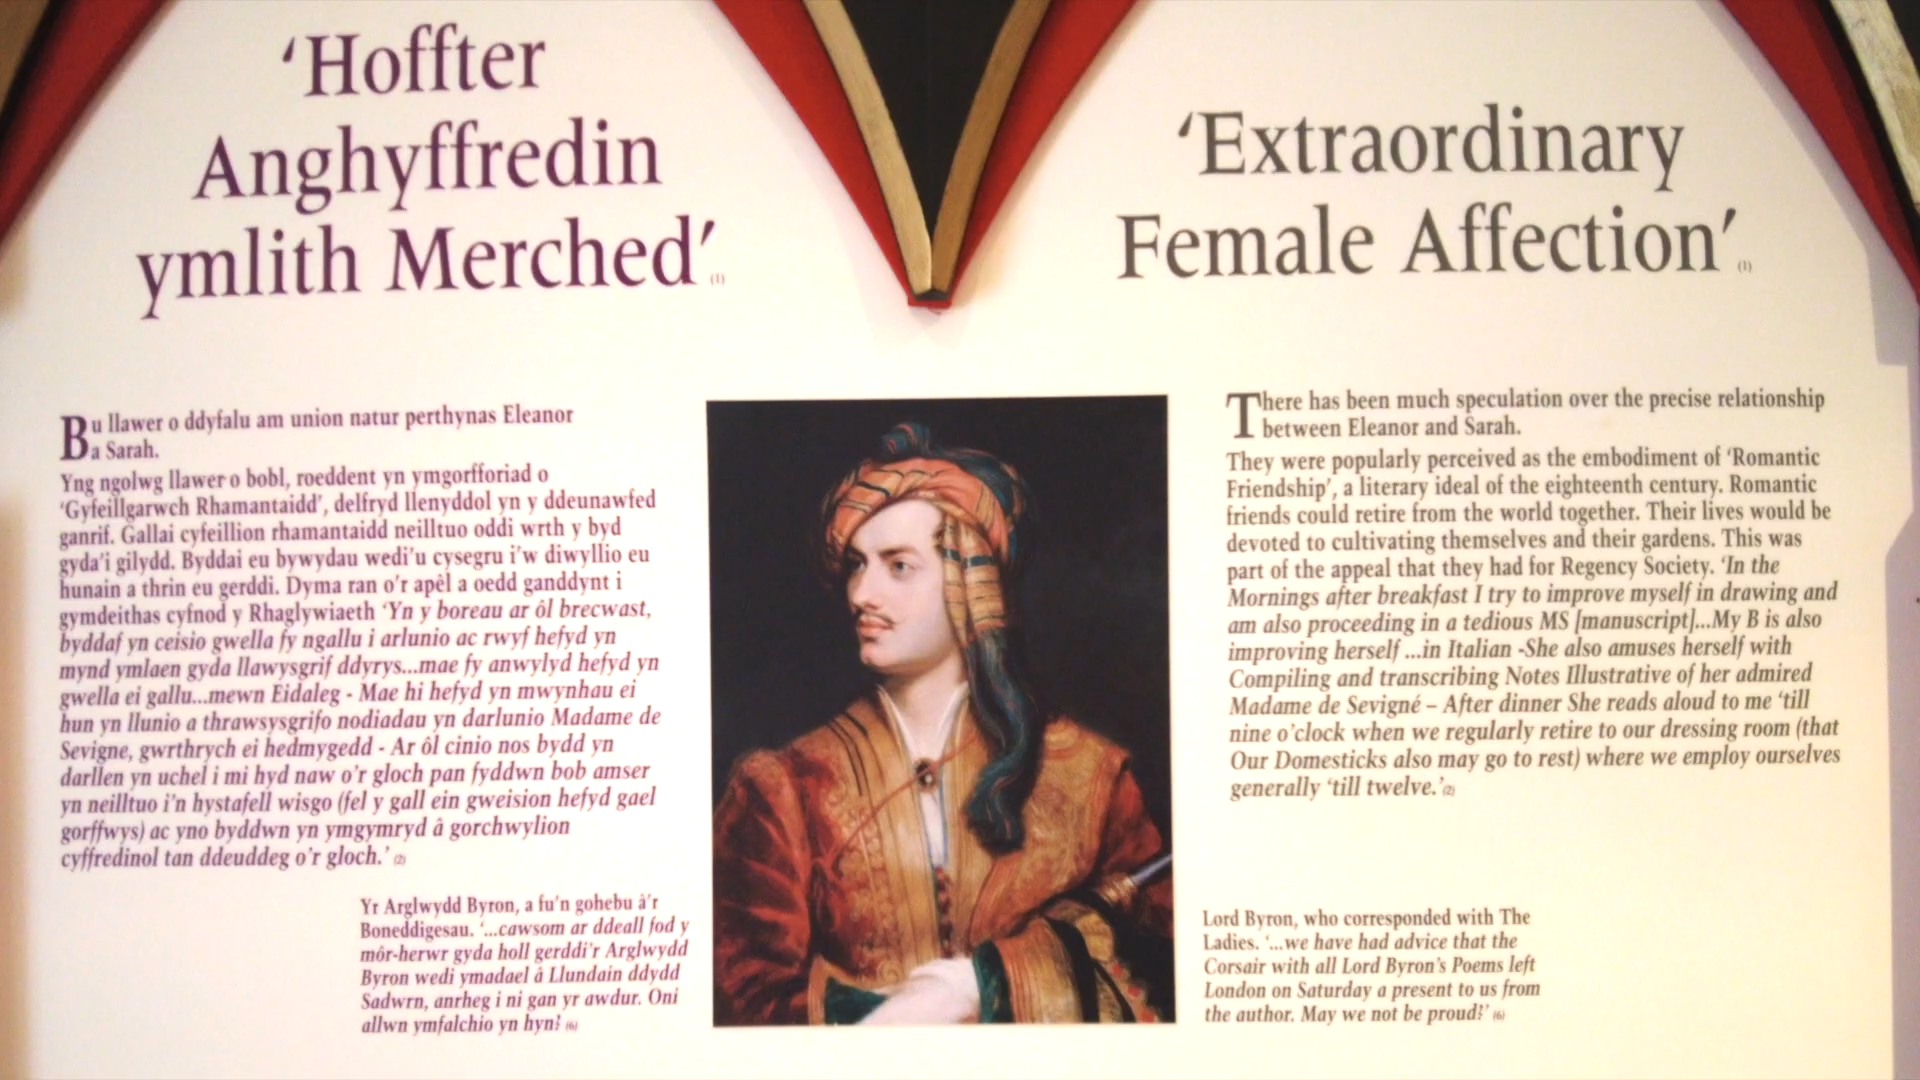 ‘Hoffter
Anghyffredin
ymlith Merched’ (1)
Bu llawer o ddyfalu am union natur perthynas Eleanor
a Sarah.
Yng ngolwg llawer o bobl, roeddent yn ymgorfforiad o
‘Gyfeillgarwch Rhamantaidd’, delfryd llenyddol yn y ddeunawfed
ganrif. Gallai cyfeillion rhamantaidd neilltuo oddi wrth y byd
gyda’i gilydd. Byddai eu bywydau wedi’u cysegru i’w diwyllio eu
hunain a thrin eu gerddi. Dyma ran o’r apêl a oedd ganddynt i
gymdeithas cyfnod y Rhaglywiaeth ‘Yn y boreau ar ôl brecwast,
byddaf yn ceisio gwella fy ngallu i arlunio ac rwyf hefyd yn
mynd ymlaen gyda llawysgrif ddyrys...mae fy anwylyd hefyd yn
gwella ei gallu...mewn Eidaleg - Mae hi hefyd yn mwynhau ei
hun yn llunio a thrawsysgrifo nodiadau yn darlunio Madame de
Sevigne, gwrthrych ei hedmygedd - Ar ôl cinio nos bydd yn
darllen yn uchel i mi hyd naw o’r gloch pan fyddwn bob amser
yn neilltuo i’n hystafell wisgo (fel y gall ein gweision hefyd gael
gorffwys) ac yno byddwn yn ymgymryd â gorchwylion
cyffredinol tan ddeuddeg o’r gloch.’ (2)
Yr Arglwydd Byron, a fu’n gohebu â’r
Boneddigesau. ‘...cawsom ar ddeall fod y
môr-herwr gyda holl gerddi’r Arglwydd
Byron wedi ymadael â Llundain ddydd
Sadwrn, anrheg i ni gan yr awdur. Oni
allwn ymfalchio yn hyn? (6)
‘Extraordinary
Female Affection’ (1)
There has been much speculation over the precise relationship
between Eleanor and Sarah.
They were popularly perceived as the embodiment of ‘Romantic
Friendship’, a literary ideal of the eighteenth century. Romantic
friends could retire from the world together. Their lives would be
devoted to cultivating themselves and their gardens. This was
part of the appeal that they had for Regency Society. ‘In the
Mornings after breakfast I try to improve myself in drawing and
am also proceeding in a tedious MS [manuscript]...My B is also
improving herself ...in Italian -She also amuses herself with
Compiling and transcribing Notes Illustrative of her admired
Madame de Sevigné – After dinner She reads aloud to me ‘till
nine o’clock when we regularly retire to our dressing room (that
Our Domesticks also may go to rest) where we employ ourselves
generally ‘till twelve.’ (2)
Lord Byron, who corresponded with The
Ladies. ‘...we have had advice that the
Corsair with all Lord Byron’s Poems left
London on Saturday a present to us from
the author. May we not be proud?’ (6)